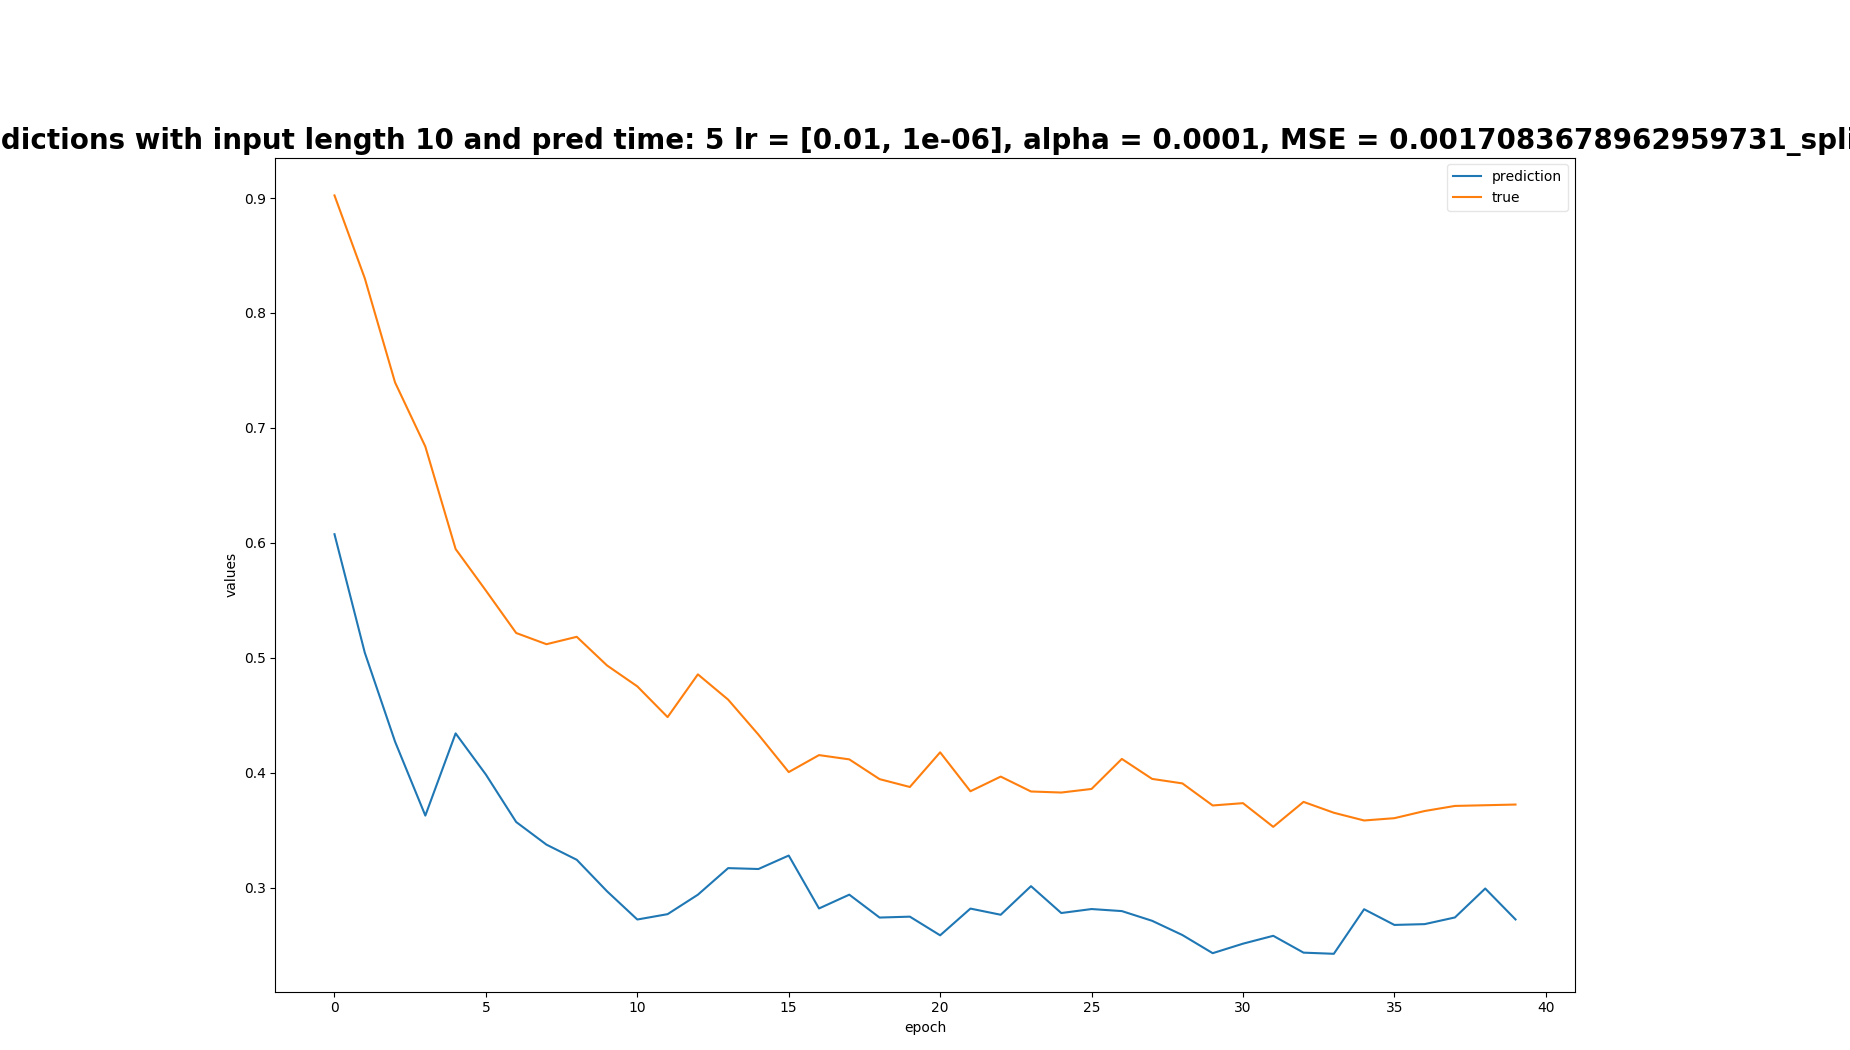 dictions with input length 10 and pred time: 5 lr = [0.01, 1e-06], alpha = 0.0001, MSE = 0.0017083678962959731_spli
prediction
true
0.9
0.8
0.7
0.6
0.5
0.4
0.3
values
0 5 10 15 20 25 30 35 40
epoch